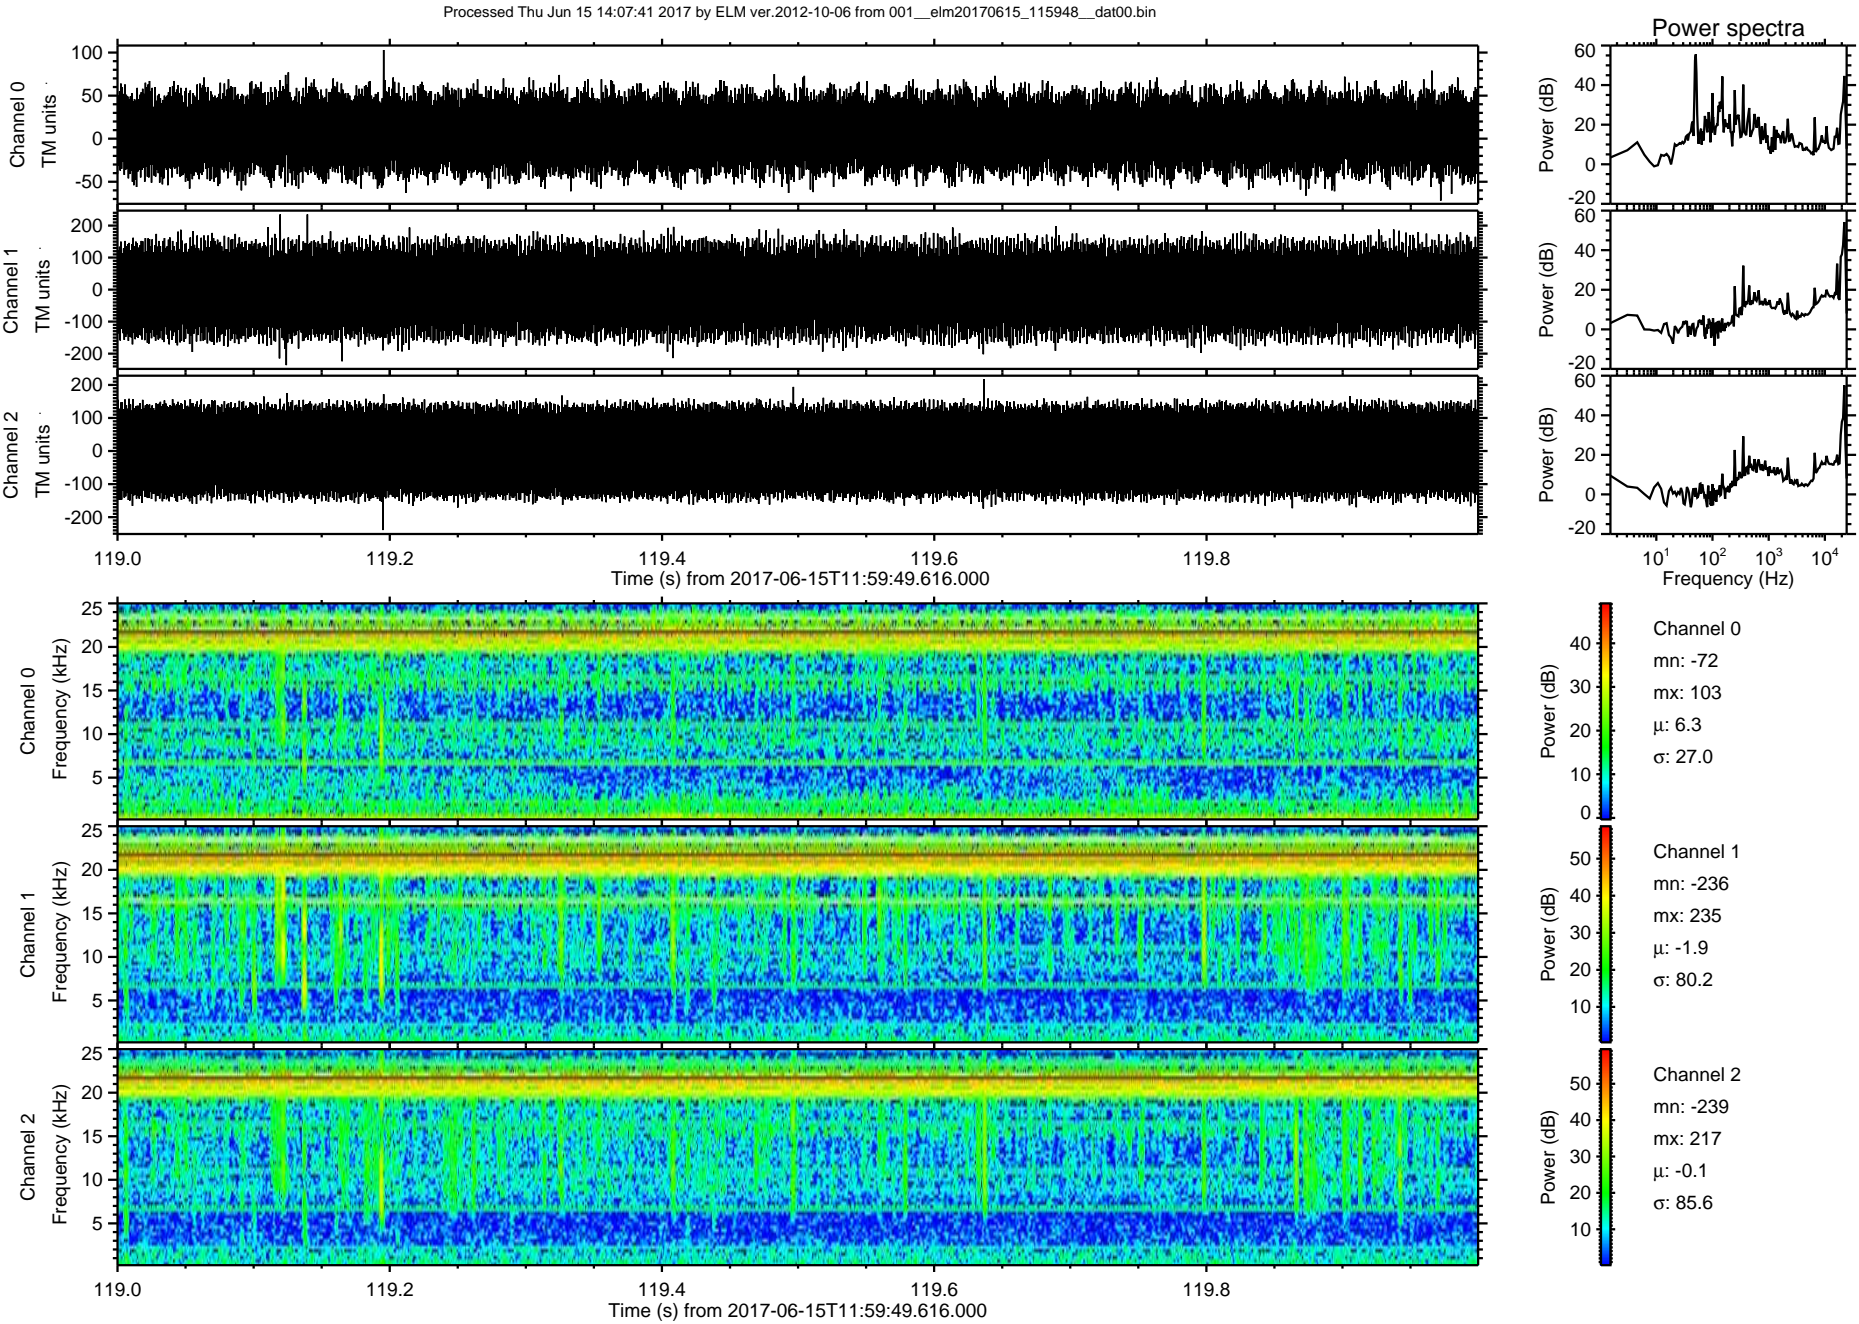 Processed Thu Jun 15 14:07:41 2017 by ELM ver.2012-10-06 from 001__elm20170615_115948__dat00.bin
Power spectra
Channel 0
TM units
100
50
0
-50
Power (dB)
60
40
20
0
-20
Channel 1
TM units
200
100
0
-100
-200
Power (dB)
60
40
20
0
-20
Channel 2
TM units
200
100
0
-100
-200
Power (dB)
60
40
20
0
-20
119.0 119.2 119.4 119.6 119.8
Time (s) from 2017-06-15T11:59:49.616.000
10¹ 10² 10³ 10⁴
Frequency (Hz)
Channel 0
Frequency (kHz)
25
20
15
10
5
Power (dB)
40
30
20
10
0
Channel 0
mn: -72
mx: 103
μ: 6.3
σ: 27.0
Channel 1
Frequency (kHz)
25
20
15
10
5
Power (dB)
50
40
30
20
10
Channel 1
mn: -236
mx: 235
μ: -1.9
σ: 80.2
Channel 2
Frequency (kHz)
25
20
15
10
5
Power (dB)
50
40
30
20
10
Channel 2
mn: -239
mx: 217
μ: -0.1
σ: 85.6
119.0 119.2 119.4 119.6 119.8
Time (s) from 2017-06-15T11:59:49.616.000